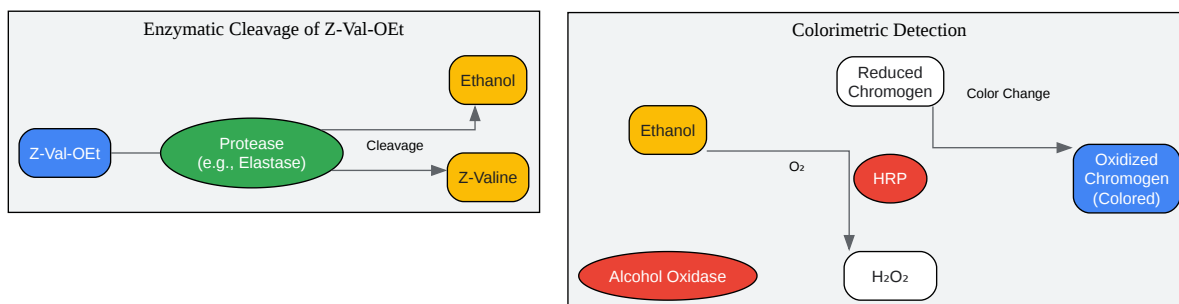 Enzymatic Cleavage of Z-Val-OEt
Ethanol
Z-Val-OEt
Protease
(e.g., Elastase)
Cleavage
Z-Valine
Colorimetric Detection
Reduced
Chromogen
Color Change
Ethanol
O₂
HRP
Oxidized
Chromogen
(Colored)
Alcohol Oxidase
H₂O₂